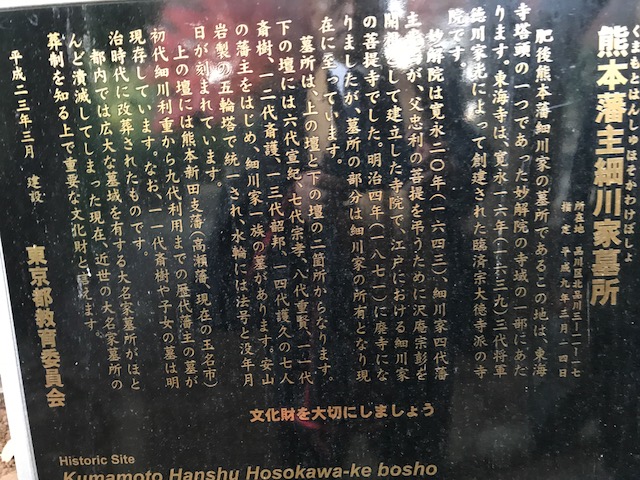 くまもとはんしゅほそかわけぼしょ
熊本藩主細川家墓所
所在地 品川区北品川三ー一ー一七
指定 平成九年三月一四日
肥後熊本藩細川家の墓所であるこの地は、東海
寺塔頭の一つであった妙解院の寺域の一部にあた
ります。東海寺は、寛永一六年(一六三九)三代将軍
徳川家光によって創建された臨済宗大徳派の寺
院です。
妙解院は寛永二〇年(一六四三)、細川家四代藩
主光尚が、父忠利の菩提を弔うために沢庵宗彭を
開祖として建立した寺院で、江戸における細川家
の菩提寺でした。明治四年(一八七一)に廃寺にな
りましたが、墓所の部分は細川家の所有となり現
在に至っています。
墓所は、上の壇と下の壇の二箇所からなります。
下の壇には六代宣紀、七代宗孝、八代重賢、一一代
斎樹、一二代斎護、一三代韶邦、一四代護久の七人
の藩主をはじめ、細川家一族の墓があります。安山
岩製の五輪塔で統一され、水輪には法号と没年月
日が刻まれています。
上の壇には熊本新田支藩(高瀬藩、現在の玉名市)
初代細川利重から九代利用までの歴代藩主の墓が
現存しています。なお、一一代斎樹や子女の墓は明
治時代に改葬されたものです。
都内では広大な墓域を有する大名家墓所がほと
んど潰滅してしまった現在、近世の大名家墓所の
葬制を知る上で重要な文化財と言えます。
平成二三年三月 建設
東京都教育委員会
文化財を大切にしましょう
Historic Site
Kumamoto Hanshu Hosokawa-ke bosho